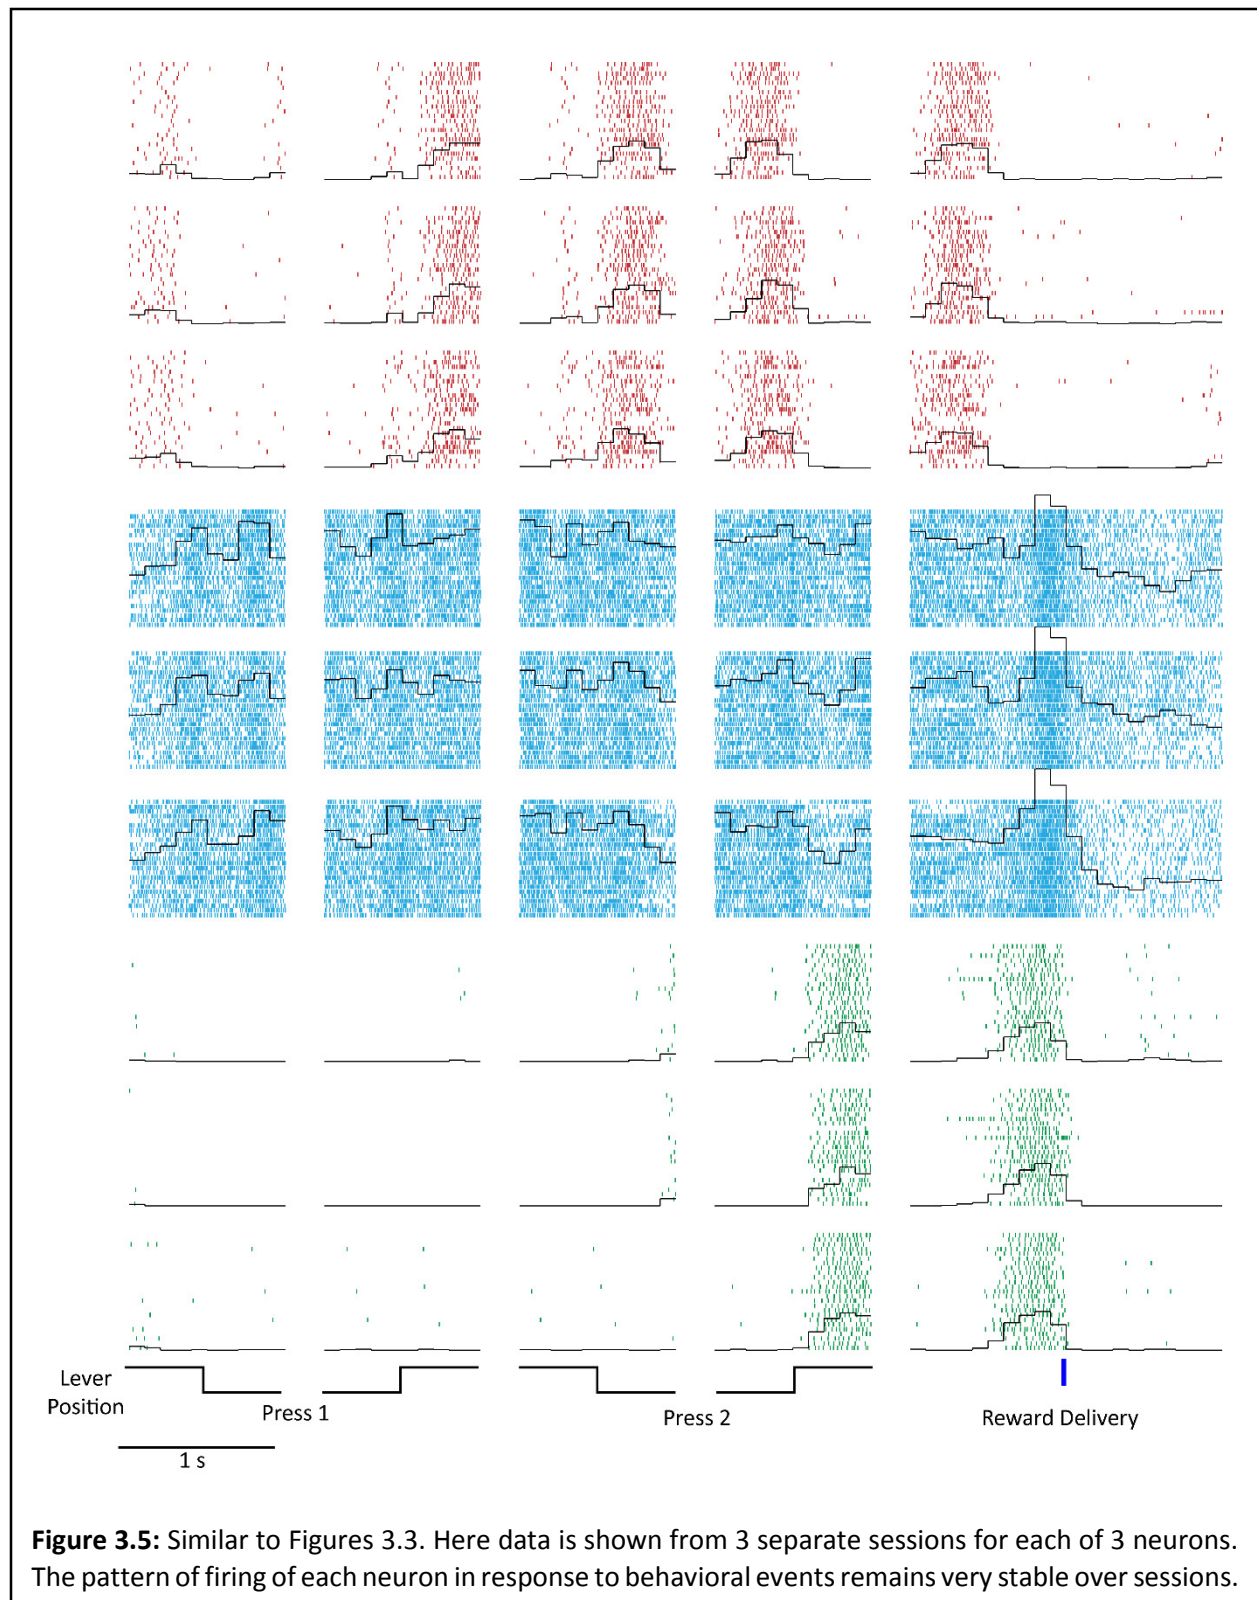 Lever
Position
Press 1
Press 2
Reward Delivery
1 s
Figure 3.5: Similar to Figures 3.3. Here data is shown from 3 separate sessions for each of 3 neurons.
The pattern of firing of each neuron in response to behavioral events remains very stable over sessions.